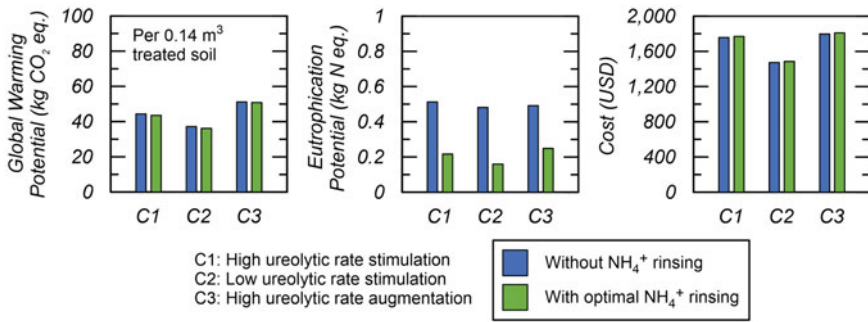 Global Warming
Potential (kg CO₂ eq.)
100
80
60
40
20
0
Per 0.14 m³
treated soil
C1 C2 C3
Eutrophication
Potential (kg N eq.)
1
0.8
0.6
0.4
0.2
0
C1 C2 C3
Cost (USD)
2,000
1,600
1,200
800
400
0
C1 C2 C3
C1: High ureolytic rate stimulation
C2: Low ureolytic rate stimulation
C3: High ureolytic rate augmentation
Without NH₄⁺ rinsing
With optimal NH₄⁺ rinsing